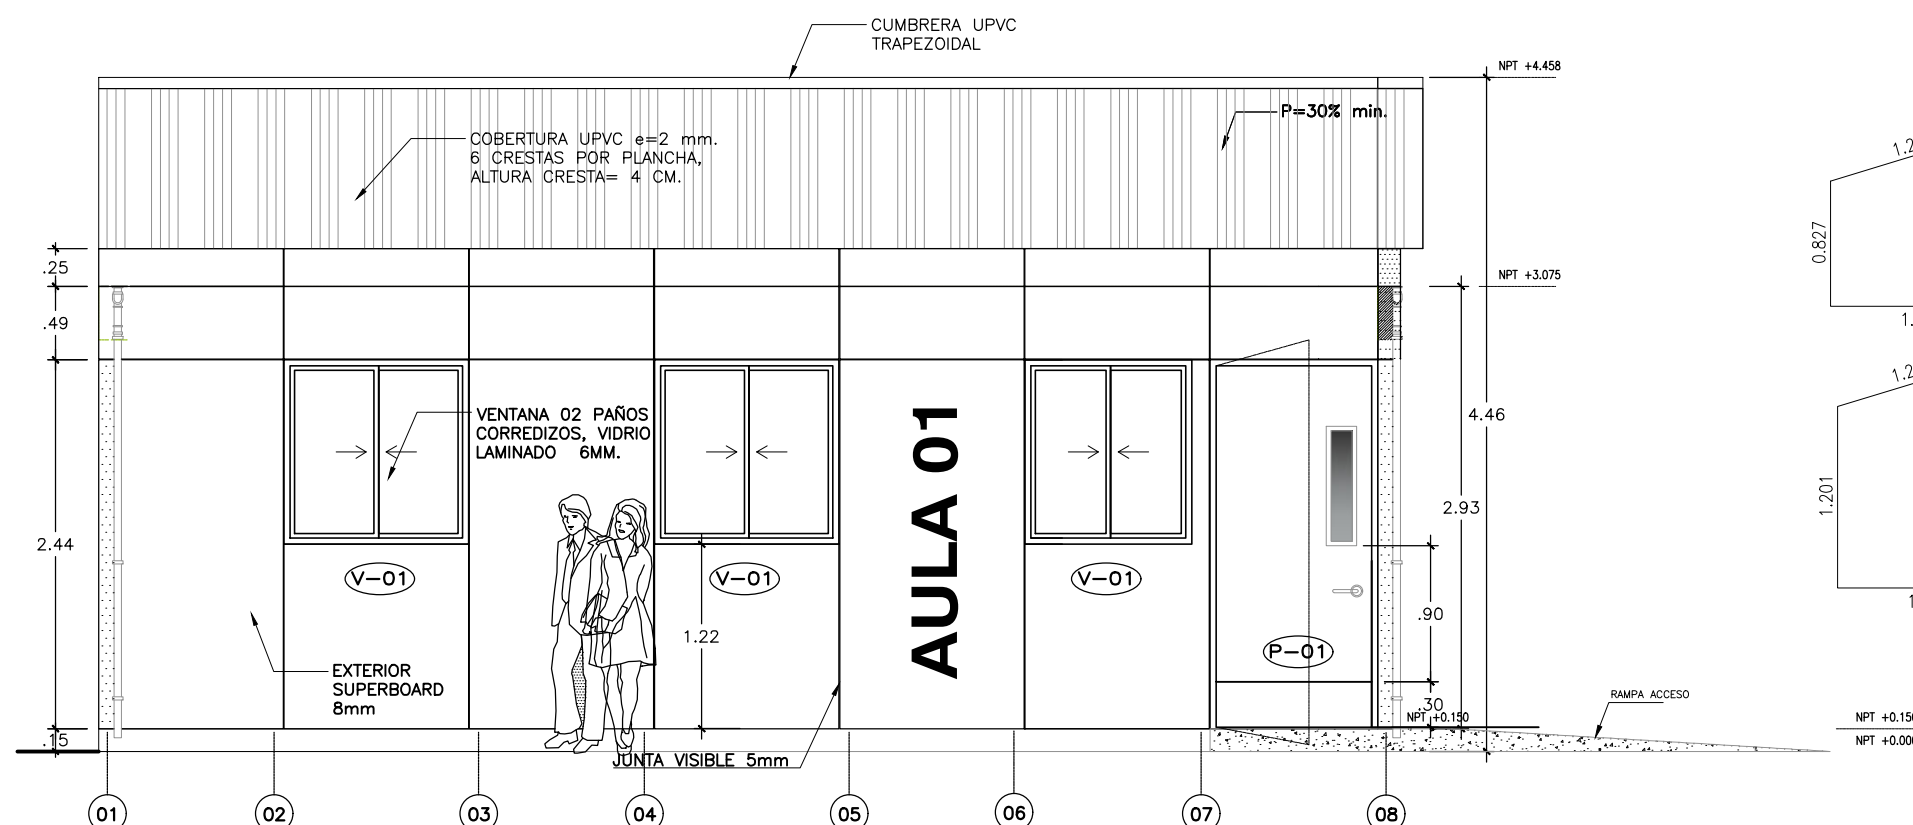 CUMBRERA UPVC
TRAPEZOIDAL
NPT +4.458
P=30% min.
COBERTURA UPVC e=2 mm.
6 CRESTAS POR PLANCHA,
ALTURA CRESTA= 4 CM.
.25
NPT +3.075
.49
4.46
VENTANA 02 PAÑOS
CORREDIZOS, VIDRIO
LAMINADO 6MM.
AULA 01
2.93
2.44
V-01
V-01
V-01
.90
1.22
P-01
EXTERIOR
SUPERBOARD
8mm
.30
RAMPA ACCESO
NPT +0.150
.15
JUNTA VISIBLE 5mm
01
02
03
04
05
06
07
08
0.827
1.201